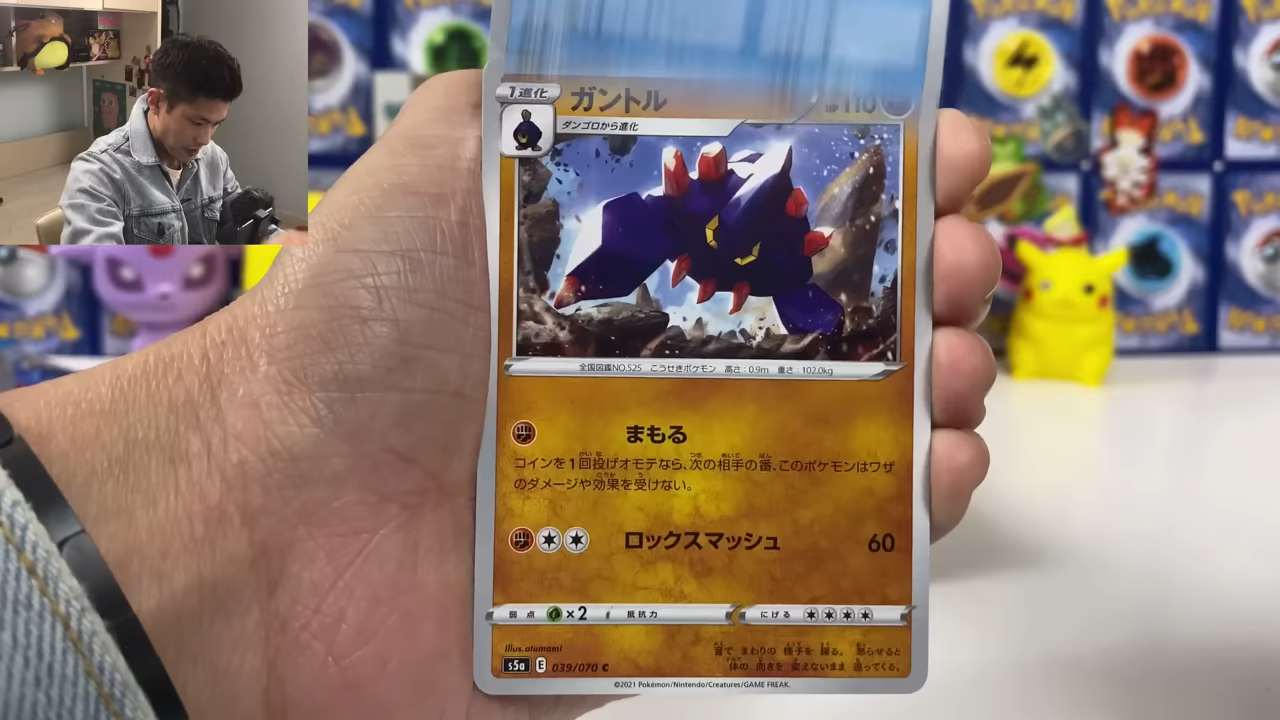 1進化
ガントル
110
ダンゴロから進化
全国図鑑NO.525 こうせきポケモン 高さ:0.9m 重さ:102.0kg
まもる
コインを1回投げオモテなら、次の相手の番、このポケモンはワザ
のダメージや効果を受けない。
ロックスマッシュ 60
弱点 ×2 抵抗力 にげる
Illus.otumami
音で まわりの 様子を 探る。 怒らせると
体の 向きを 変えないまま 追ってくる。
s5a E 039/070 C
©2021 Pokémon/Nintendo/Creatures/GAME FREAK.